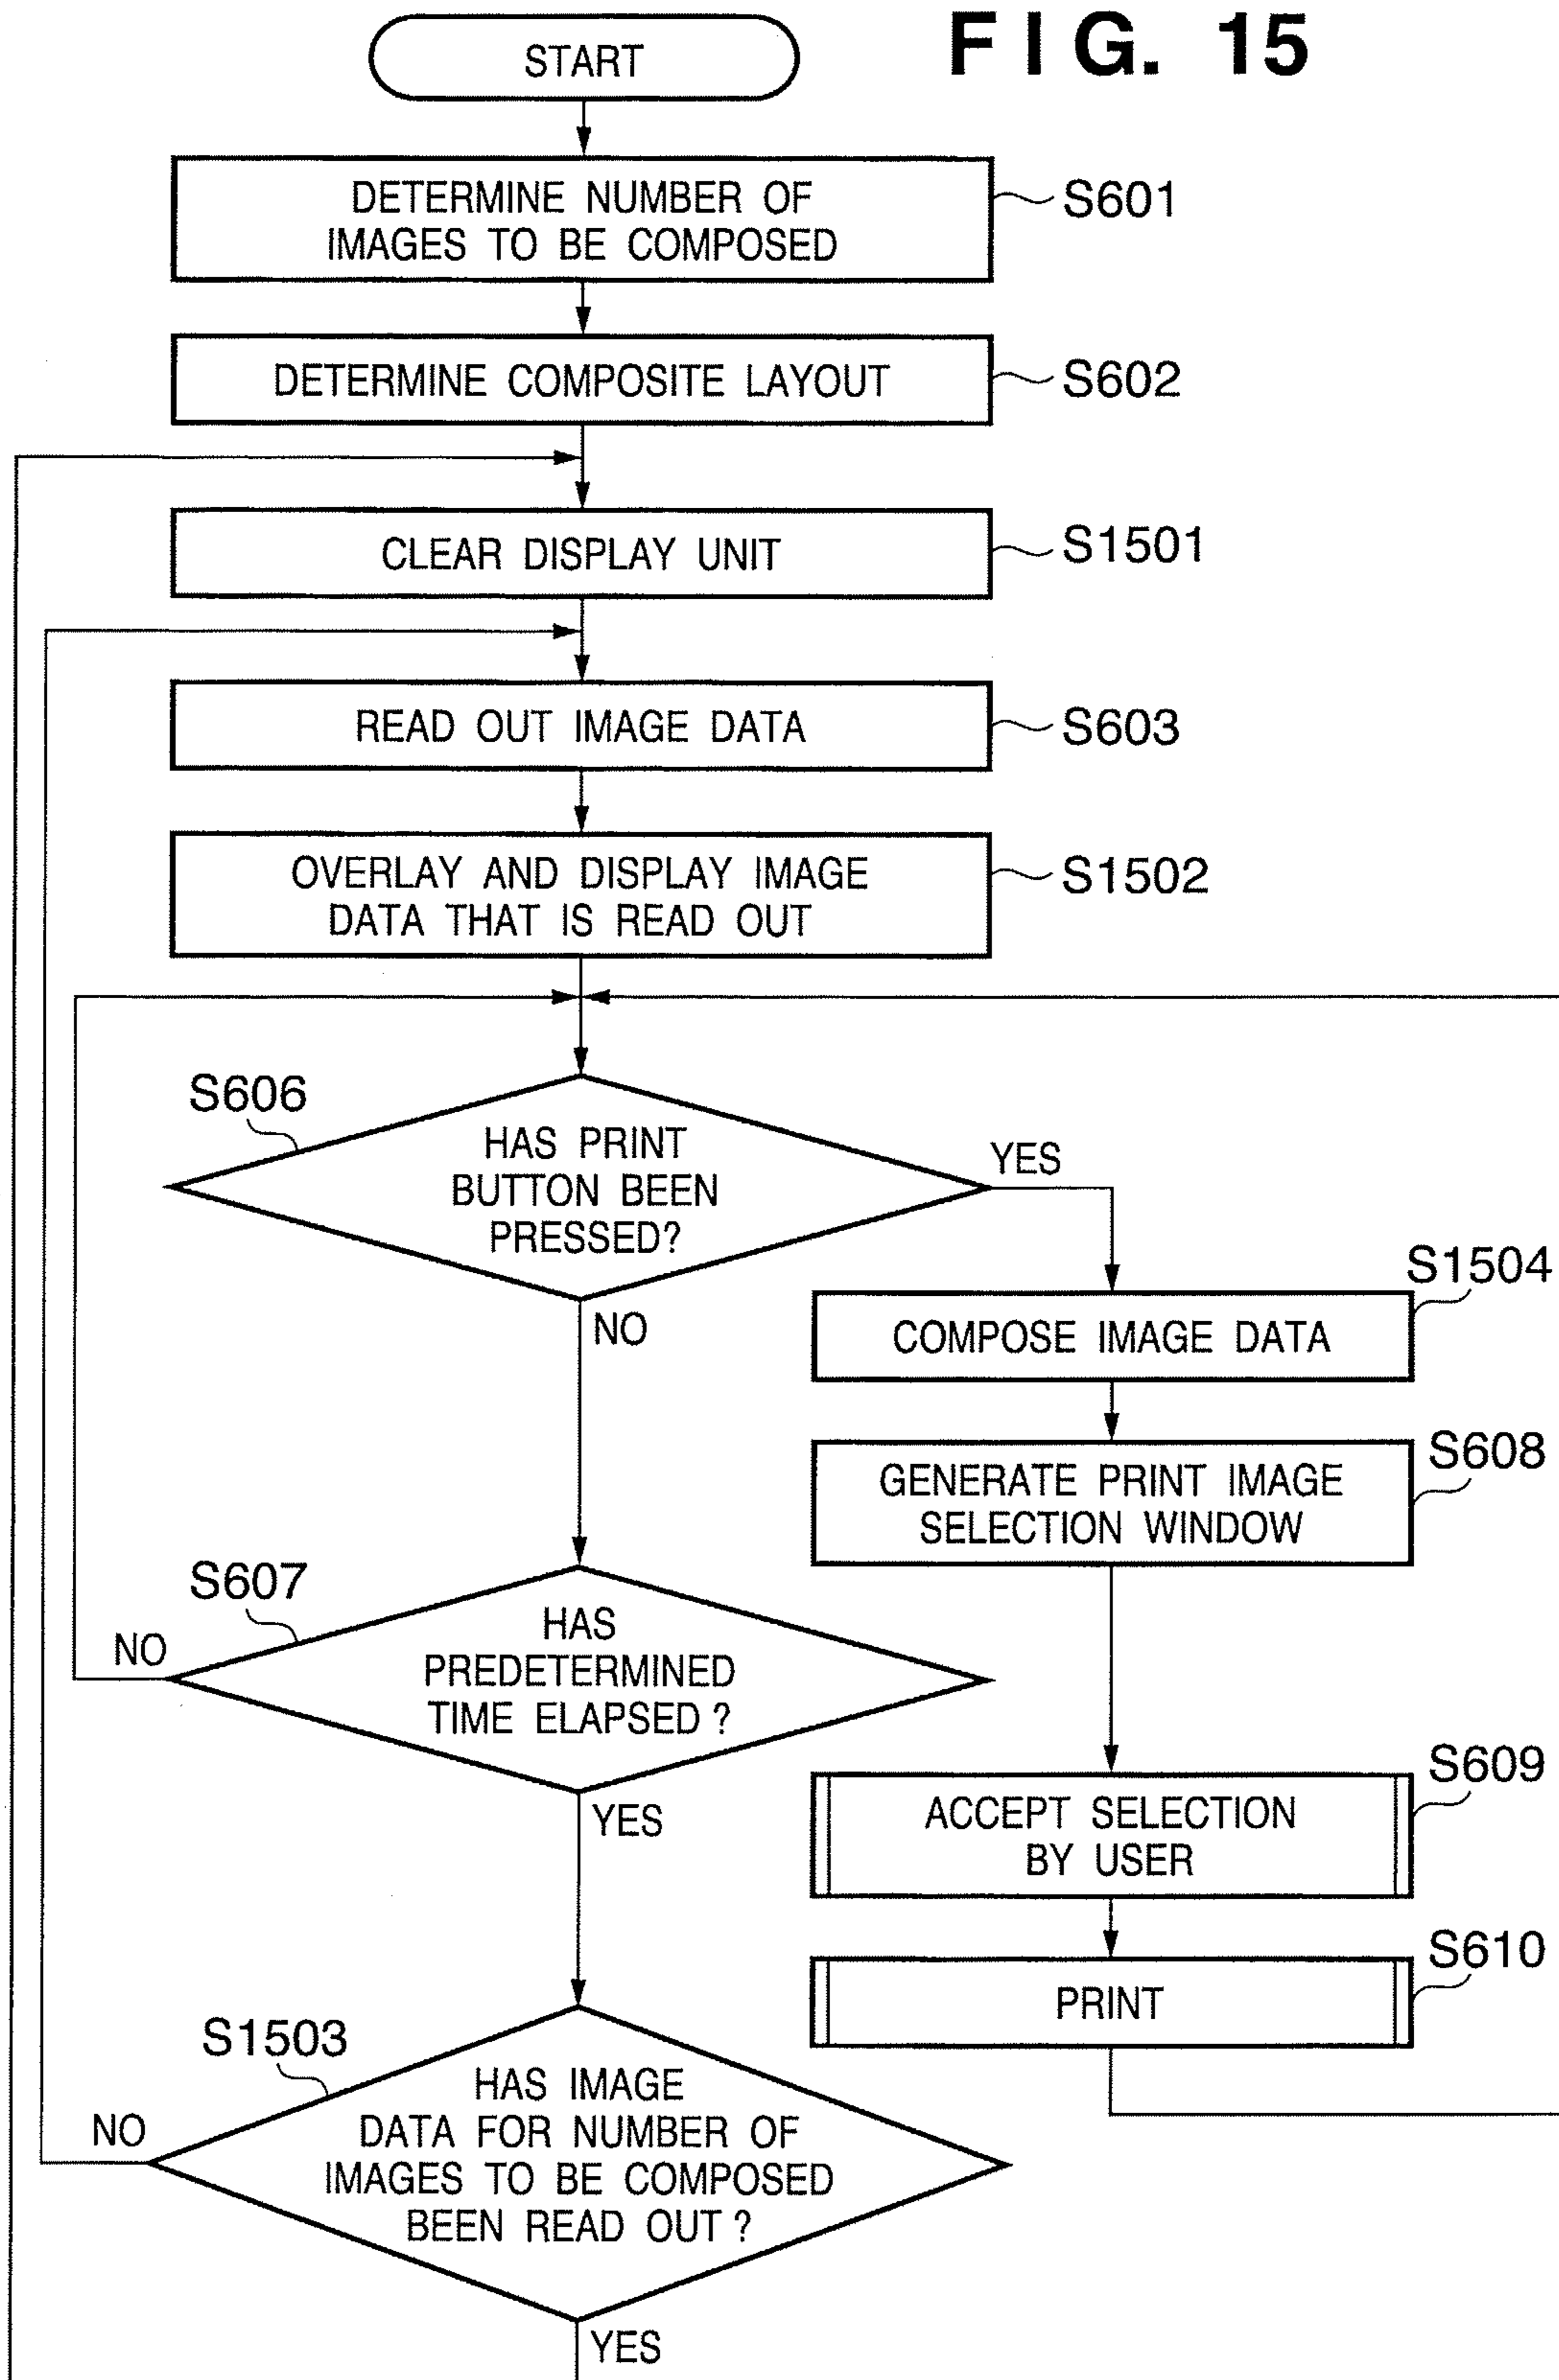 FIG. 15
START
DETERMINE NUMBER OF
IMAGES TO BE COMPOSED
S601
DETERMINE COMPOSITE LAYOUT
S602
CLEAR DISPLAY UNIT
S1501
READ OUT IMAGE DATA
S603
OVERLAY AND DISPLAY IMAGE
DATA THAT IS READ OUT
S1502
S606
HAS PRINT
BUTTON BEEN
PRESSED?
YES
NO
S1504
COMPOSE IMAGE DATA
S608
GENERATE PRINT IMAGE
SELECTION WINDOW
S607
HAS
PREDETERMINED
TIME ELAPSED ?
NO
YES
S609
ACCEPT SELECTION
BY USER
S610
PRINT
S1503
HAS IMAGE
DATA FOR NUMBER OF
IMAGES TO BE COMPOSED
BEEN READ OUT ?
NO
YES